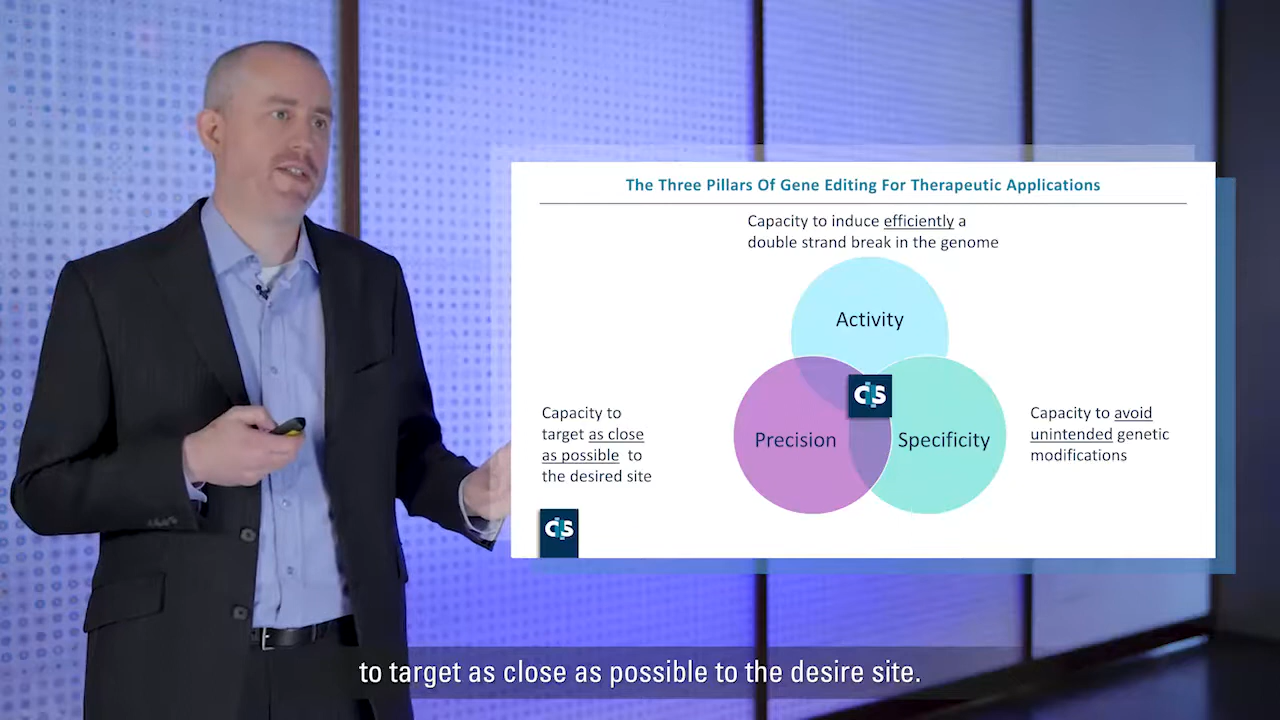 The Three Pillars Of Gene Editing For Therapeutic Applications
Capacity to induce efficiently a
double strand break in the genome
Activity
Precision
Specificity
Capacity to
target as close
as possible to
the desired site
Capacity to avoid
unintended genetic
modifications
to target as close as possible to the desire site.